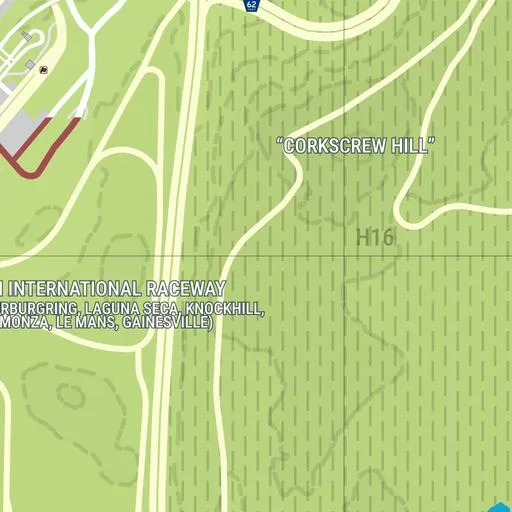 62
"CORKSCREW HILL"
H16
INTERNATIONAL RACEWAY
RBURGRING, LAGUNA SECA, KNOCKHILL,
MONZA, LE MANS, GAINESVILLE)